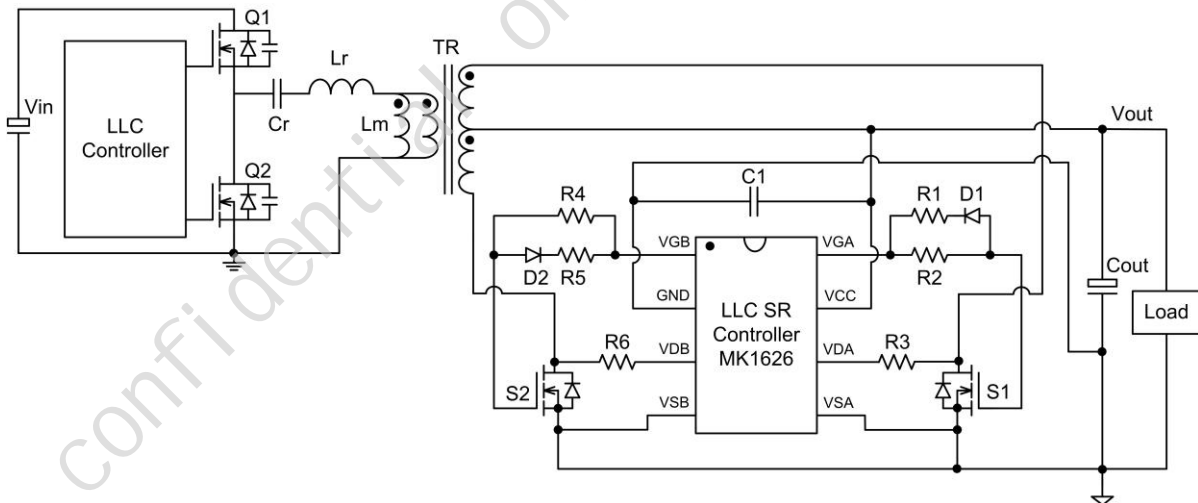 Q1
TR
Lr
Vin
LLC
Controller
Cr
Lm
Vout
C1
Q2
R4
R1
D1
VGB
VGA
D2
R5
R2
Cout
GND
VCC
LLC SR
Controller
MK1626
Load
R6
VDB
VDA
R3
S2
VSB
VSA
S1
confidential